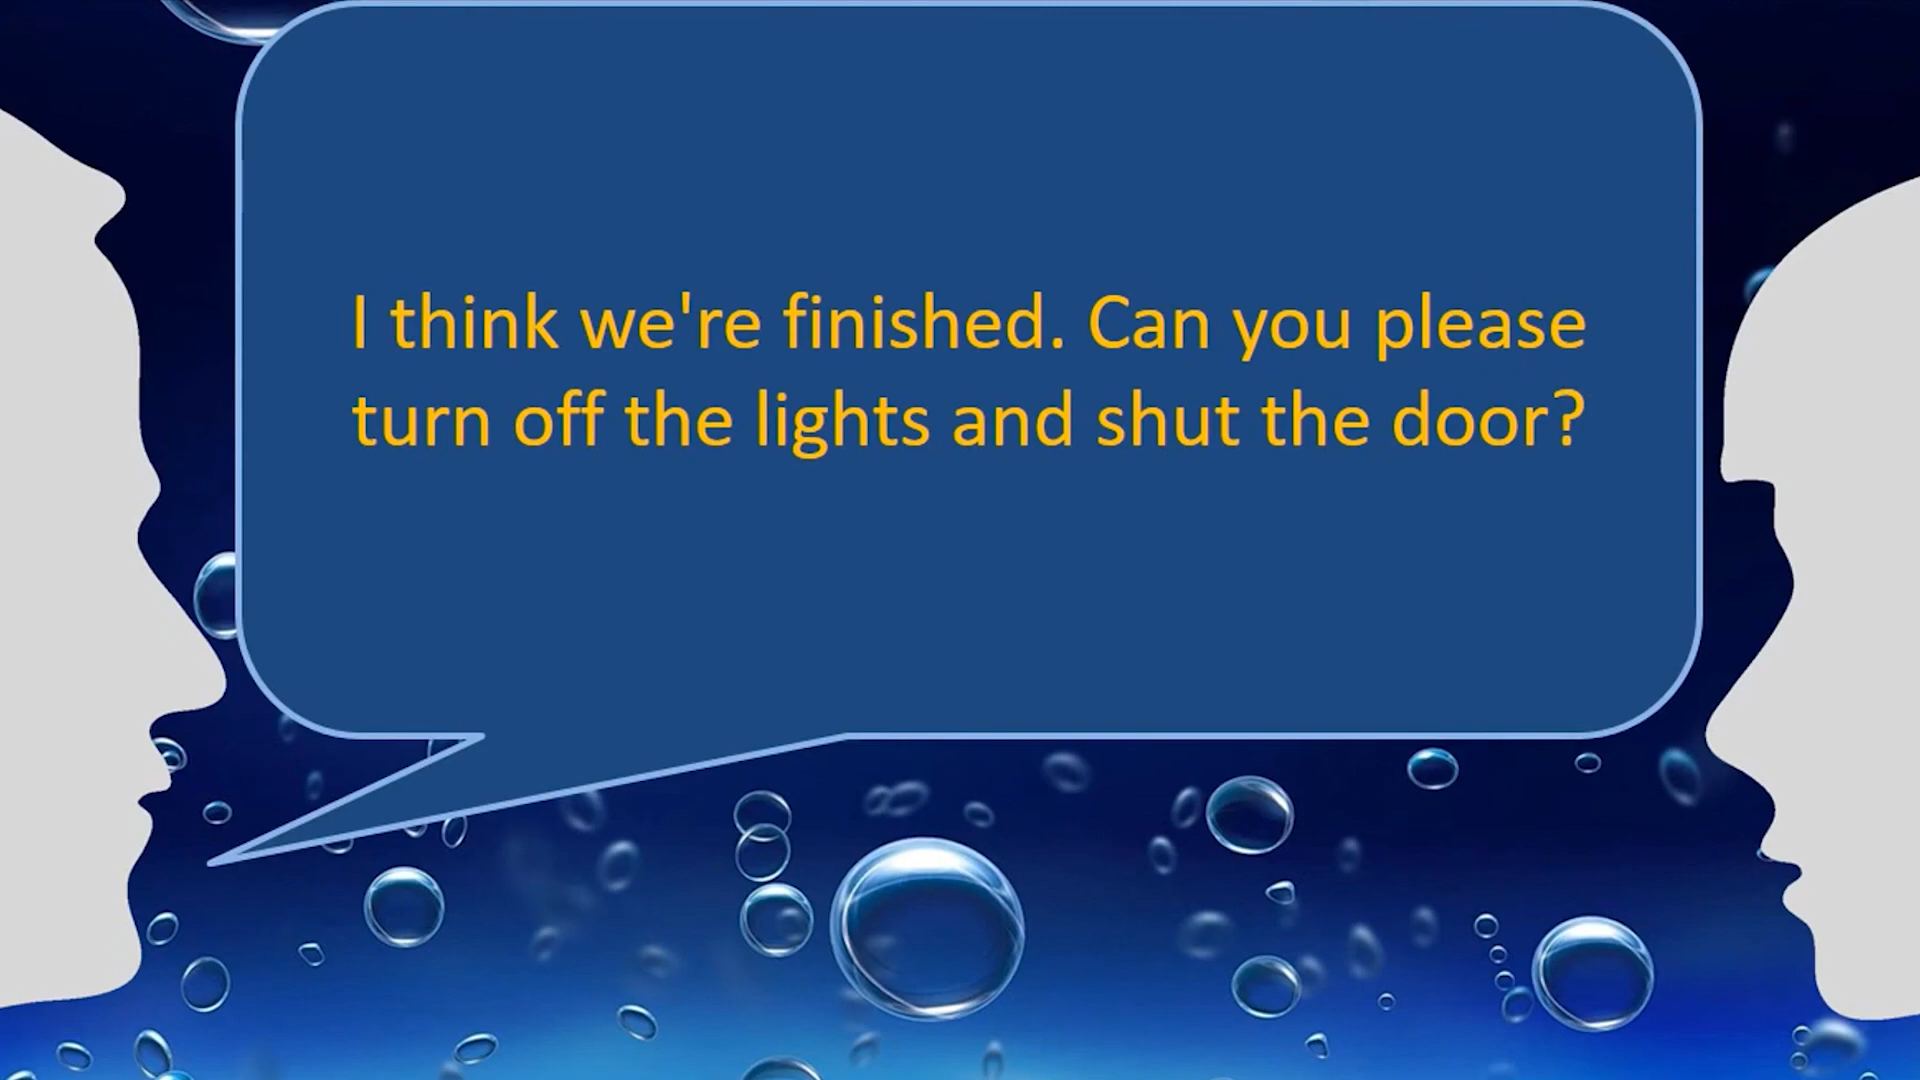 I think we're finished. Can you please
turn off the lights and shut the door?